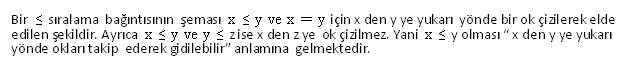 Bir ≤ sıralama bağıntısının şeması x ≤ y ve x = y için x den y ye yukarı yönde bir ok çizilerek elde
edilen şekildir. Ayrıca x ≤ y ve y ≤ z ise x den z ye ok çizilmez. Yani x ≤ y olması “ x den y ye yukarı
yönde okları takip ederek gidilebilir” anlamına gelmektedir.